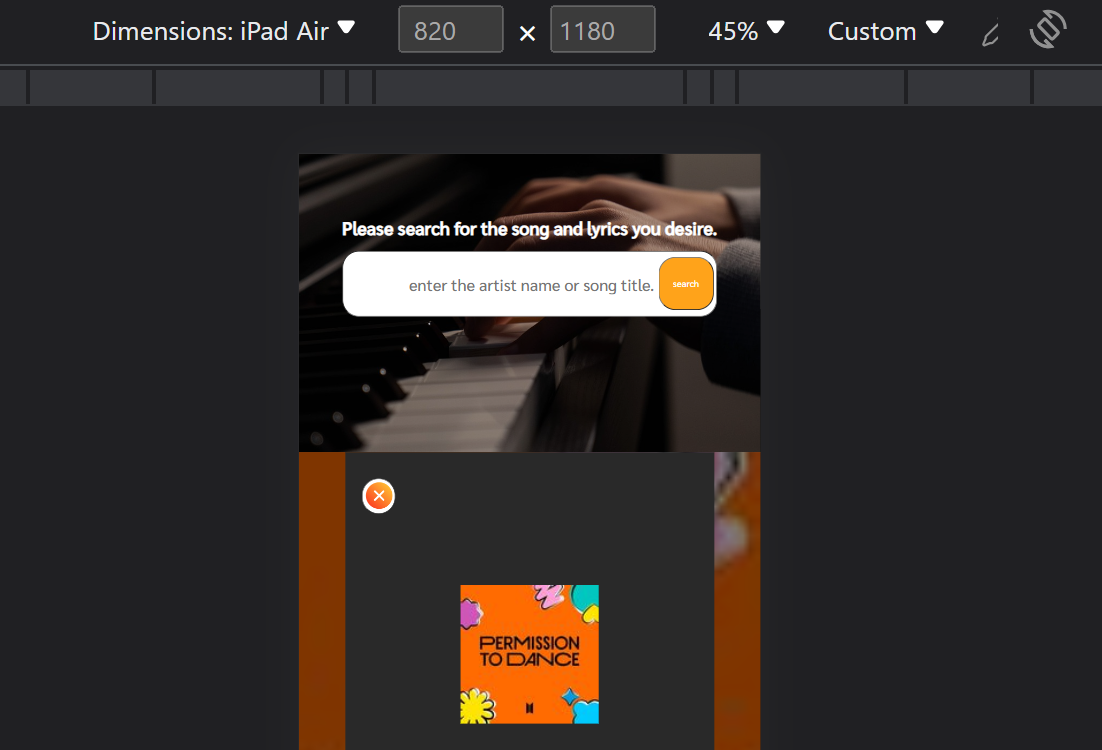 Dimensions: iPad Air 820 × 1180 45% Custom
Please search for the song and lyrics you desire.
enter the artist name or song title. search
PERMISSION
TO DANCE